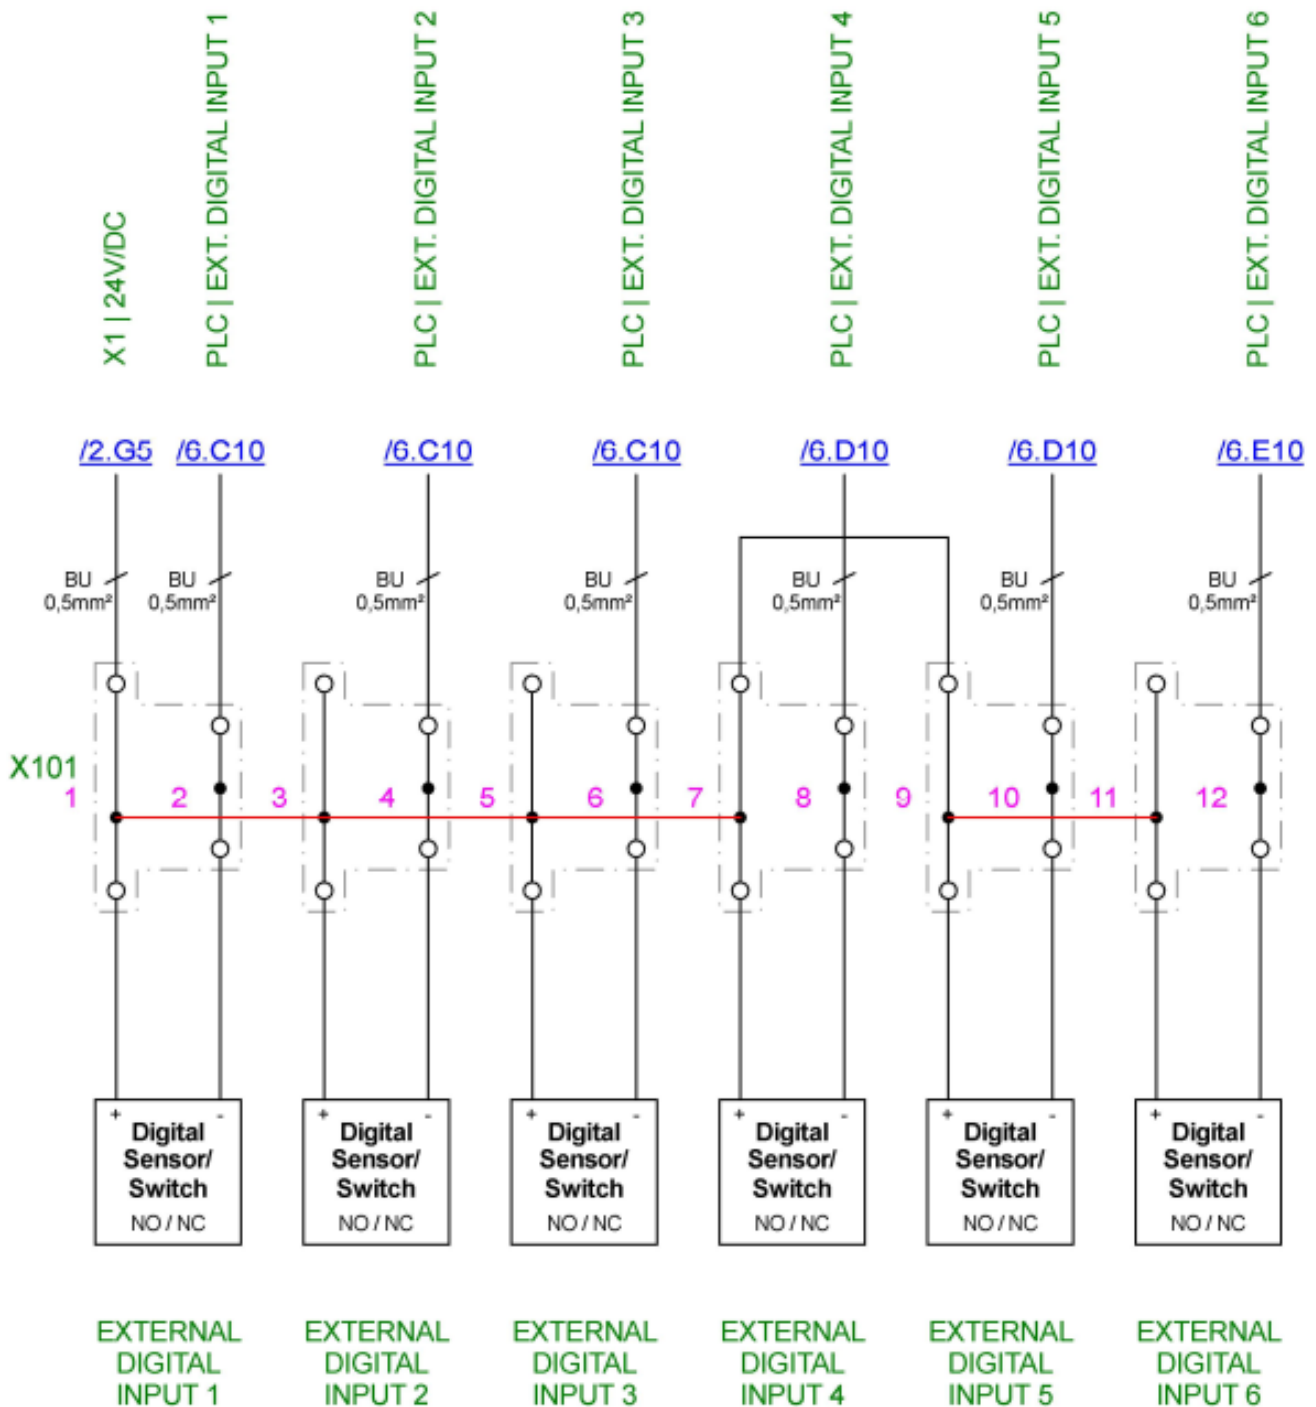 X1 | 24V/DC
PLC | EXT. DIGITAL INPUT 1
PLC | EXT. DIGITAL INPUT 2
PLC | EXT. DIGITAL INPUT 3
PLC | EXT. DIGITAL INPUT 4
PLC | EXT. DIGITAL INPUT 5
PLC | EXT. DIGITAL INPUT 6
/2.G5 /6.C10 /6.C10 /6.C10 /6.D10 /6.D10 /6.E10
BU BU BU BU BU BU BU
0,5mm² 0,5mm² 0,5mm² 0,5mm² 0,5mm² 0,5mm² 0,5mm²
X101
1 2 3 4 5 6 7 8 9 10 11 12
+ - + - + - + - + - + -
Digital Digital Digital Digital Digital Digital
Sensor/ Sensor/ Sensor/ Sensor/ Sensor/ Sensor/
Switch Switch Switch Switch Switch Switch
NO / NC NO / NC NO / NC NO / NC NO / NC NO / NC
EXTERNAL EXTERNAL EXTERNAL EXTERNAL EXTERNAL EXTERNAL
DIGITAL DIGITAL DIGITAL DIGITAL DIGITAL DIGITAL
INPUT 1 INPUT 2 INPUT 3 INPUT 4 INPUT 5 INPUT 6